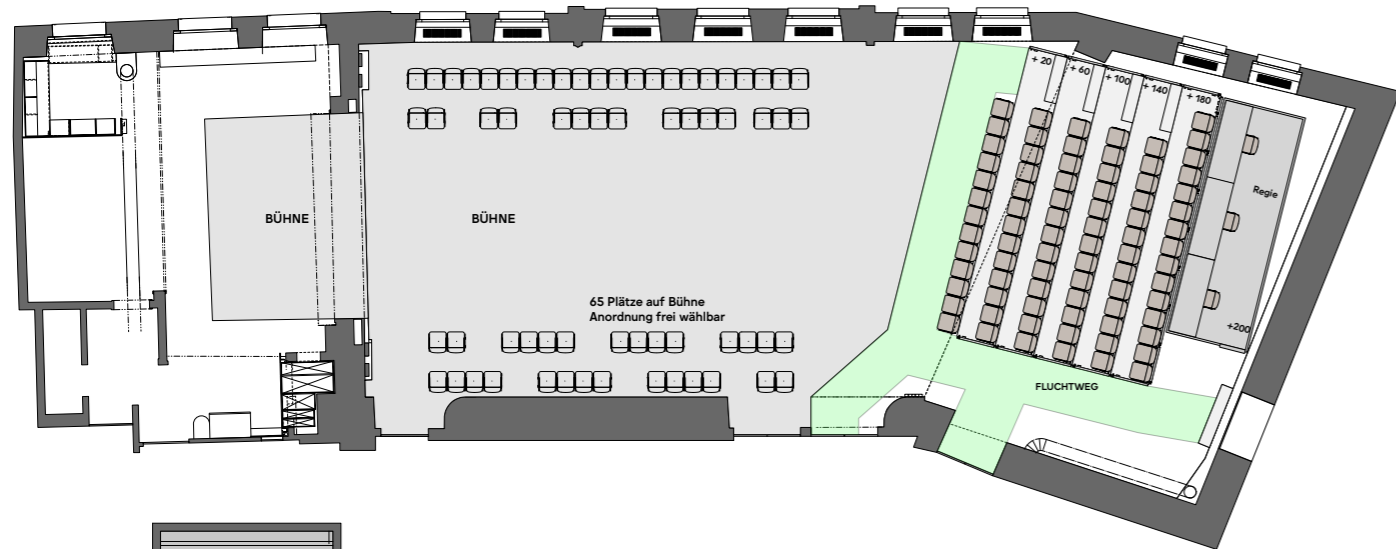 + 20
+ 60
+ 100
+ 140
+ 180
Regie
BÜHNE
BÜHNE
65 Plätze auf Bühne
Anordnung frei wählbar
+200
FLUCHTWEG